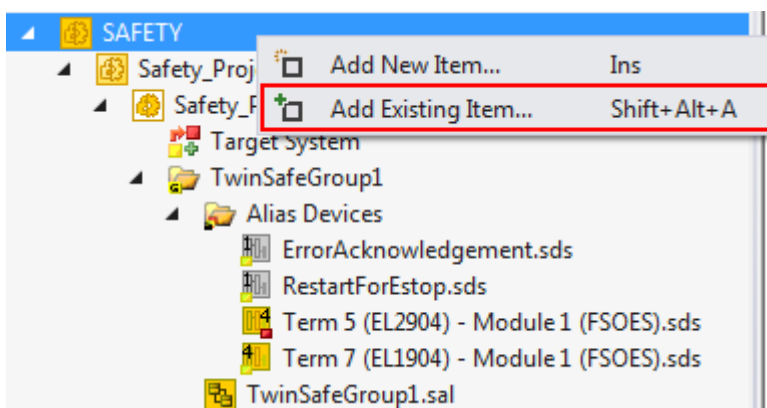 SAFETY
Safety_Proj
Add New Item... Ins
Safety_F
Add Existing Item... Shift+Alt+A
Target System
TwinSafeGroup1
Alias Devices
ErrorAcknowledgement.sds
RestartForEstop.sds
Term 5 (EL2904) - Module 1 (FSOES).sds
Term 7 (EL1904) - Module 1 (FSOES).sds
TwinSafeGroup1.sal